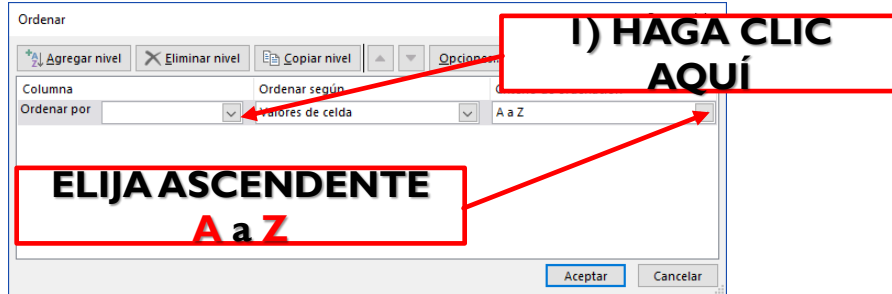 Ordenar
1) HAGA CLIC
AQUÍ
Agregar nivel Eliminar nivel Copiar nivel Opciones...
Columna Ordenar según
Ordenar por Valores de celda A a Z
ELIJA ASCENDENTE
A a Z
Aceptar Cancelar